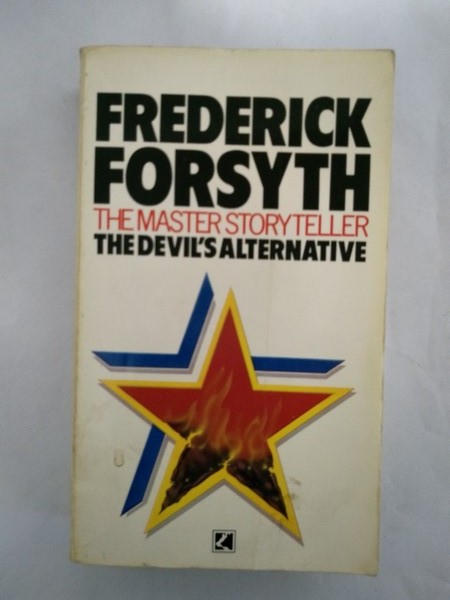 FREDERICK
FORSYTH
THE MASTER STORYTELLER
THE DEVIL'S ALTERNATIVE